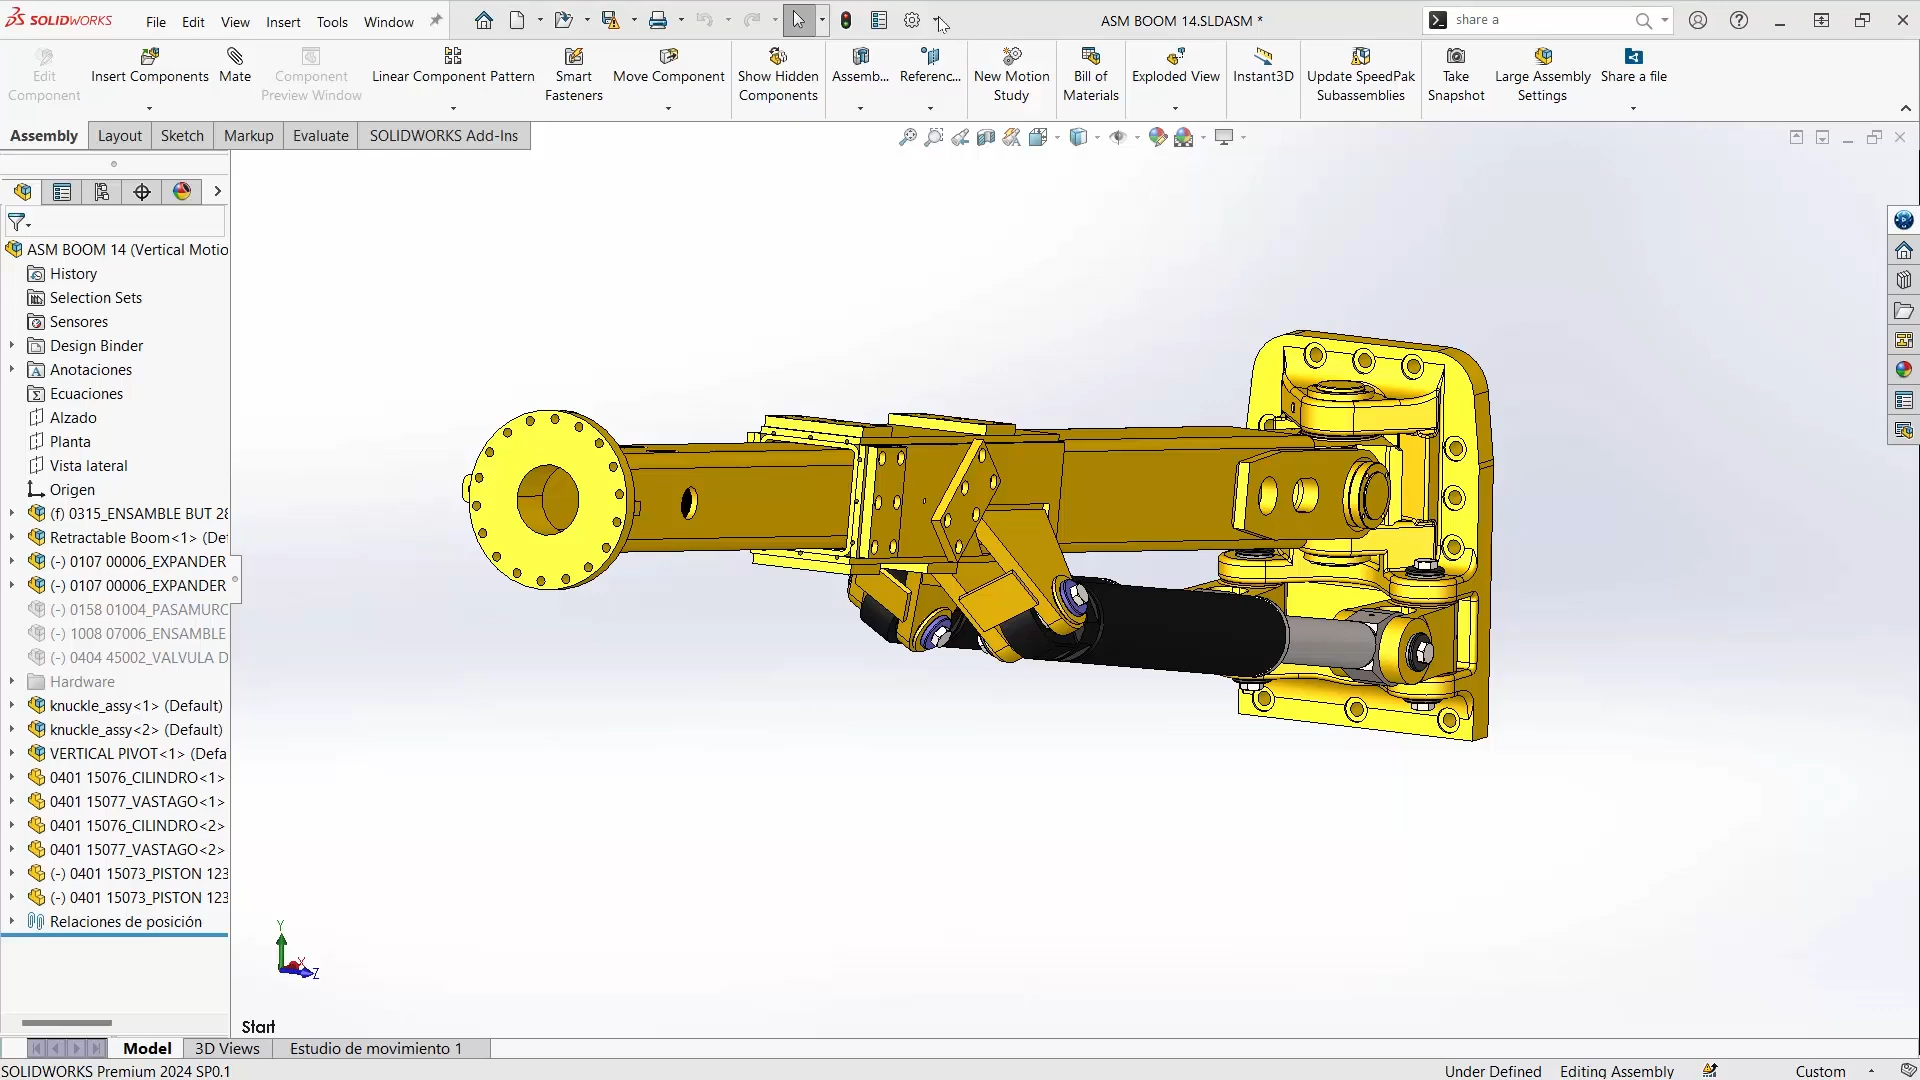 SOLIDWORKS File Edit View Insert Tools Window ASM BOOM 14.SLDASM * share a
Edit Component
Insert Components
Mate
Component Preview Window
Linear Component Pattern
Smart Fasteners
Move Component
Show Hidden Components
Assemb...
Referenc...
New Motion Study
Bill of Materials
Exploded View
Instant3D
Update SpeedPak Subassemblies
Take Snapshot
Large Assembly Settings
Share a file
Assembly Layout Sketch Markup Evaluate SOLIDWORKS Add-Ins
ASM BOOM 14 (Vertical Motio
History
Selection Sets
Sensores
Design Binder
Anotaciones
Ecuaciones
Alzado
Planta
Vista lateral
Origen
(f) 0315_ENSAMBLE BUT 28
Retractable Boom<1> (De
(-) 0107 00006_EXPANDER
(-) 0107 00006_EXPANDER
(-) 0158 01004_PASAMURO
(-) 1008 07006_ENSAMBLE
(-) 0404 45002_VALVULA D
Hardware
knuckle_assy<1> (Default)
knuckle_assy<2> (Default)
VERTICAL PIVOT<1> (Defa
0401 15076_CILINDRO<1>
0401 15077_VASTAGO<1>
0401 15076_CILINDRO<2>
0401 15077_VASTAGO<2>
(-) 0401 15073_PISTON 123
(-) 0401 15073_PISTON 123
Relaciones de posición
Y
X
Z
Start
Model 3D Views Estudio de movimiento 1
SOLIDWORKS Premium 2024 SP0.1 Under Defined Editing Assembly Custom